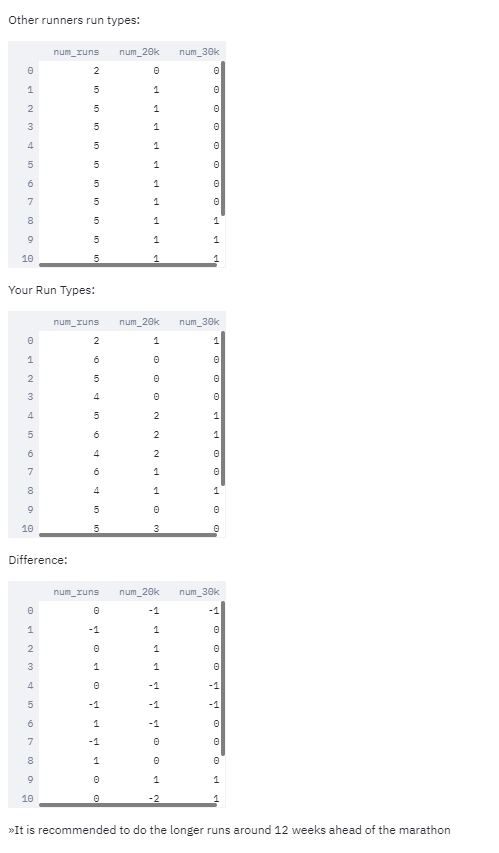 Other runners run types:
num_runs num_20k num_30k
0 2 0 0
1 5 1 0
2 5 1 0
3 5 1 0
4 5 1 0
5 5 1 0
6 5 1 0
7 5 1 0
8 5 1 1
9 5 1 1
10 5 1 1
Your Run Types:
num_runs num_20k num_30k
0 2 1 1
1 6 0 0
2 5 0 0
3 4 0 0
4 5 2 1
5 6 2 1
6 4 2 0
7 6 1 0
8 4 1 1
9 5 0 0
10 5 3 0
Difference:
num_runs num_20k num_30k
0 0 -1 -1
1 -1 1 0
2 0 1 0
3 1 1 0
4 0 -1 -1
5 -1 -1 -1
6 1 -1 0
7 -1 0 0
8 1 0 0
9 0 1 1
10 0 -2 1
»It is recommended to do the longer runs around 12 weeks ahead of the marathon